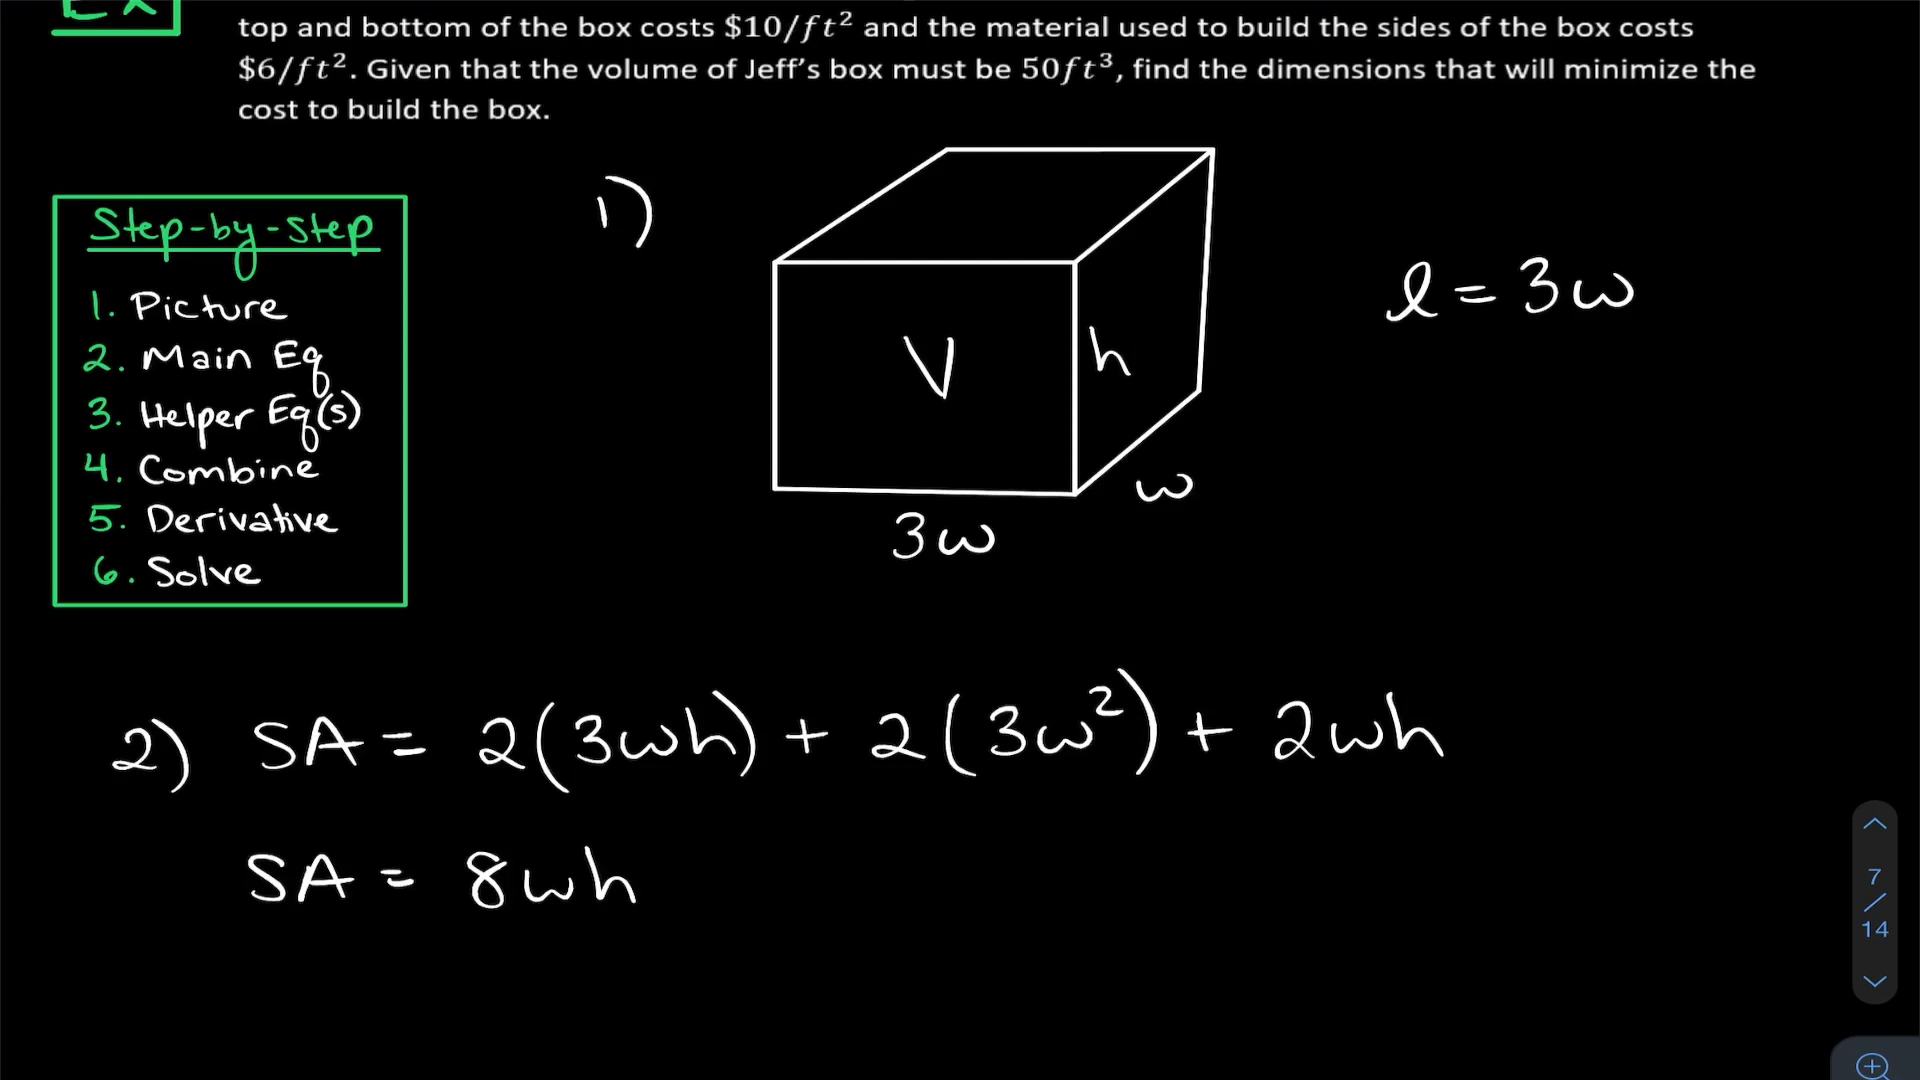 Ex
top and bottom of the box costs $10/ft² and the material used to build the sides of the box costs
$6/ft². Given that the volume of Jeff’s box must be 50ft³, find the dimensions that will minimize the
cost to build the box.
Step-by-step
1. Picture
2. Main Eq
3. Helper Eq(s)
4. Combine
5. Derivative
6. Solve
1)
V
h
w
3w
l = 3w
2) SA = 2(3wh) + 2(3w²) + 2wh
SA = 8wh
7
/
14